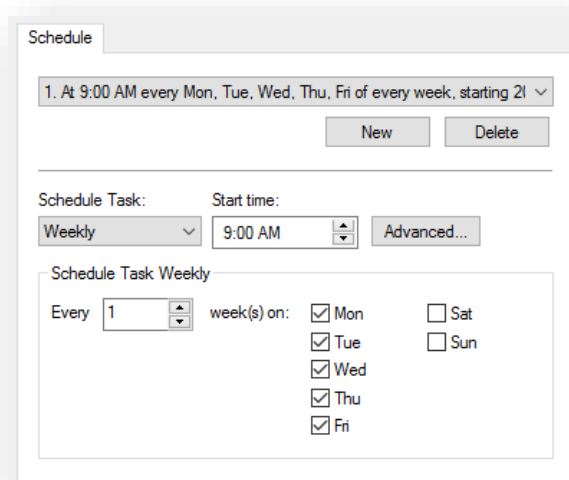 Schedule
1. At 9:00 AM every Mon, Tue, Wed, Thu, Fri of every week, starting
New Delete
Schedule Task: Start time:
Weekly 9:00 AM Advanced...
Schedule Task Weekly
Every 1 week(s) on: Mon Sat
Tue Sun
Wed
Thu
Fri